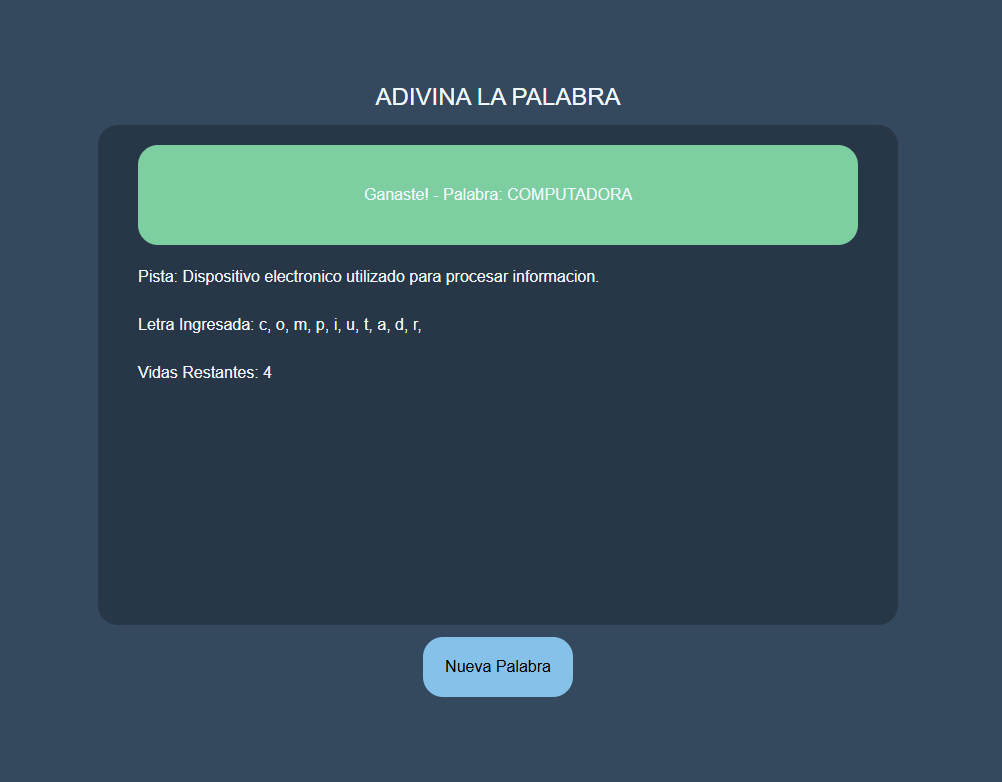 ADIVINA LA PALABRA
Ganaste! - Palabra: COMPUTADORA
Pista: Dispositivo electronico utilizado para procesar informacion.
Letra Ingresada: c, o, m, p, i, u, t, a, d, r,
Vidas Restantes: 4
Nueva Palabra